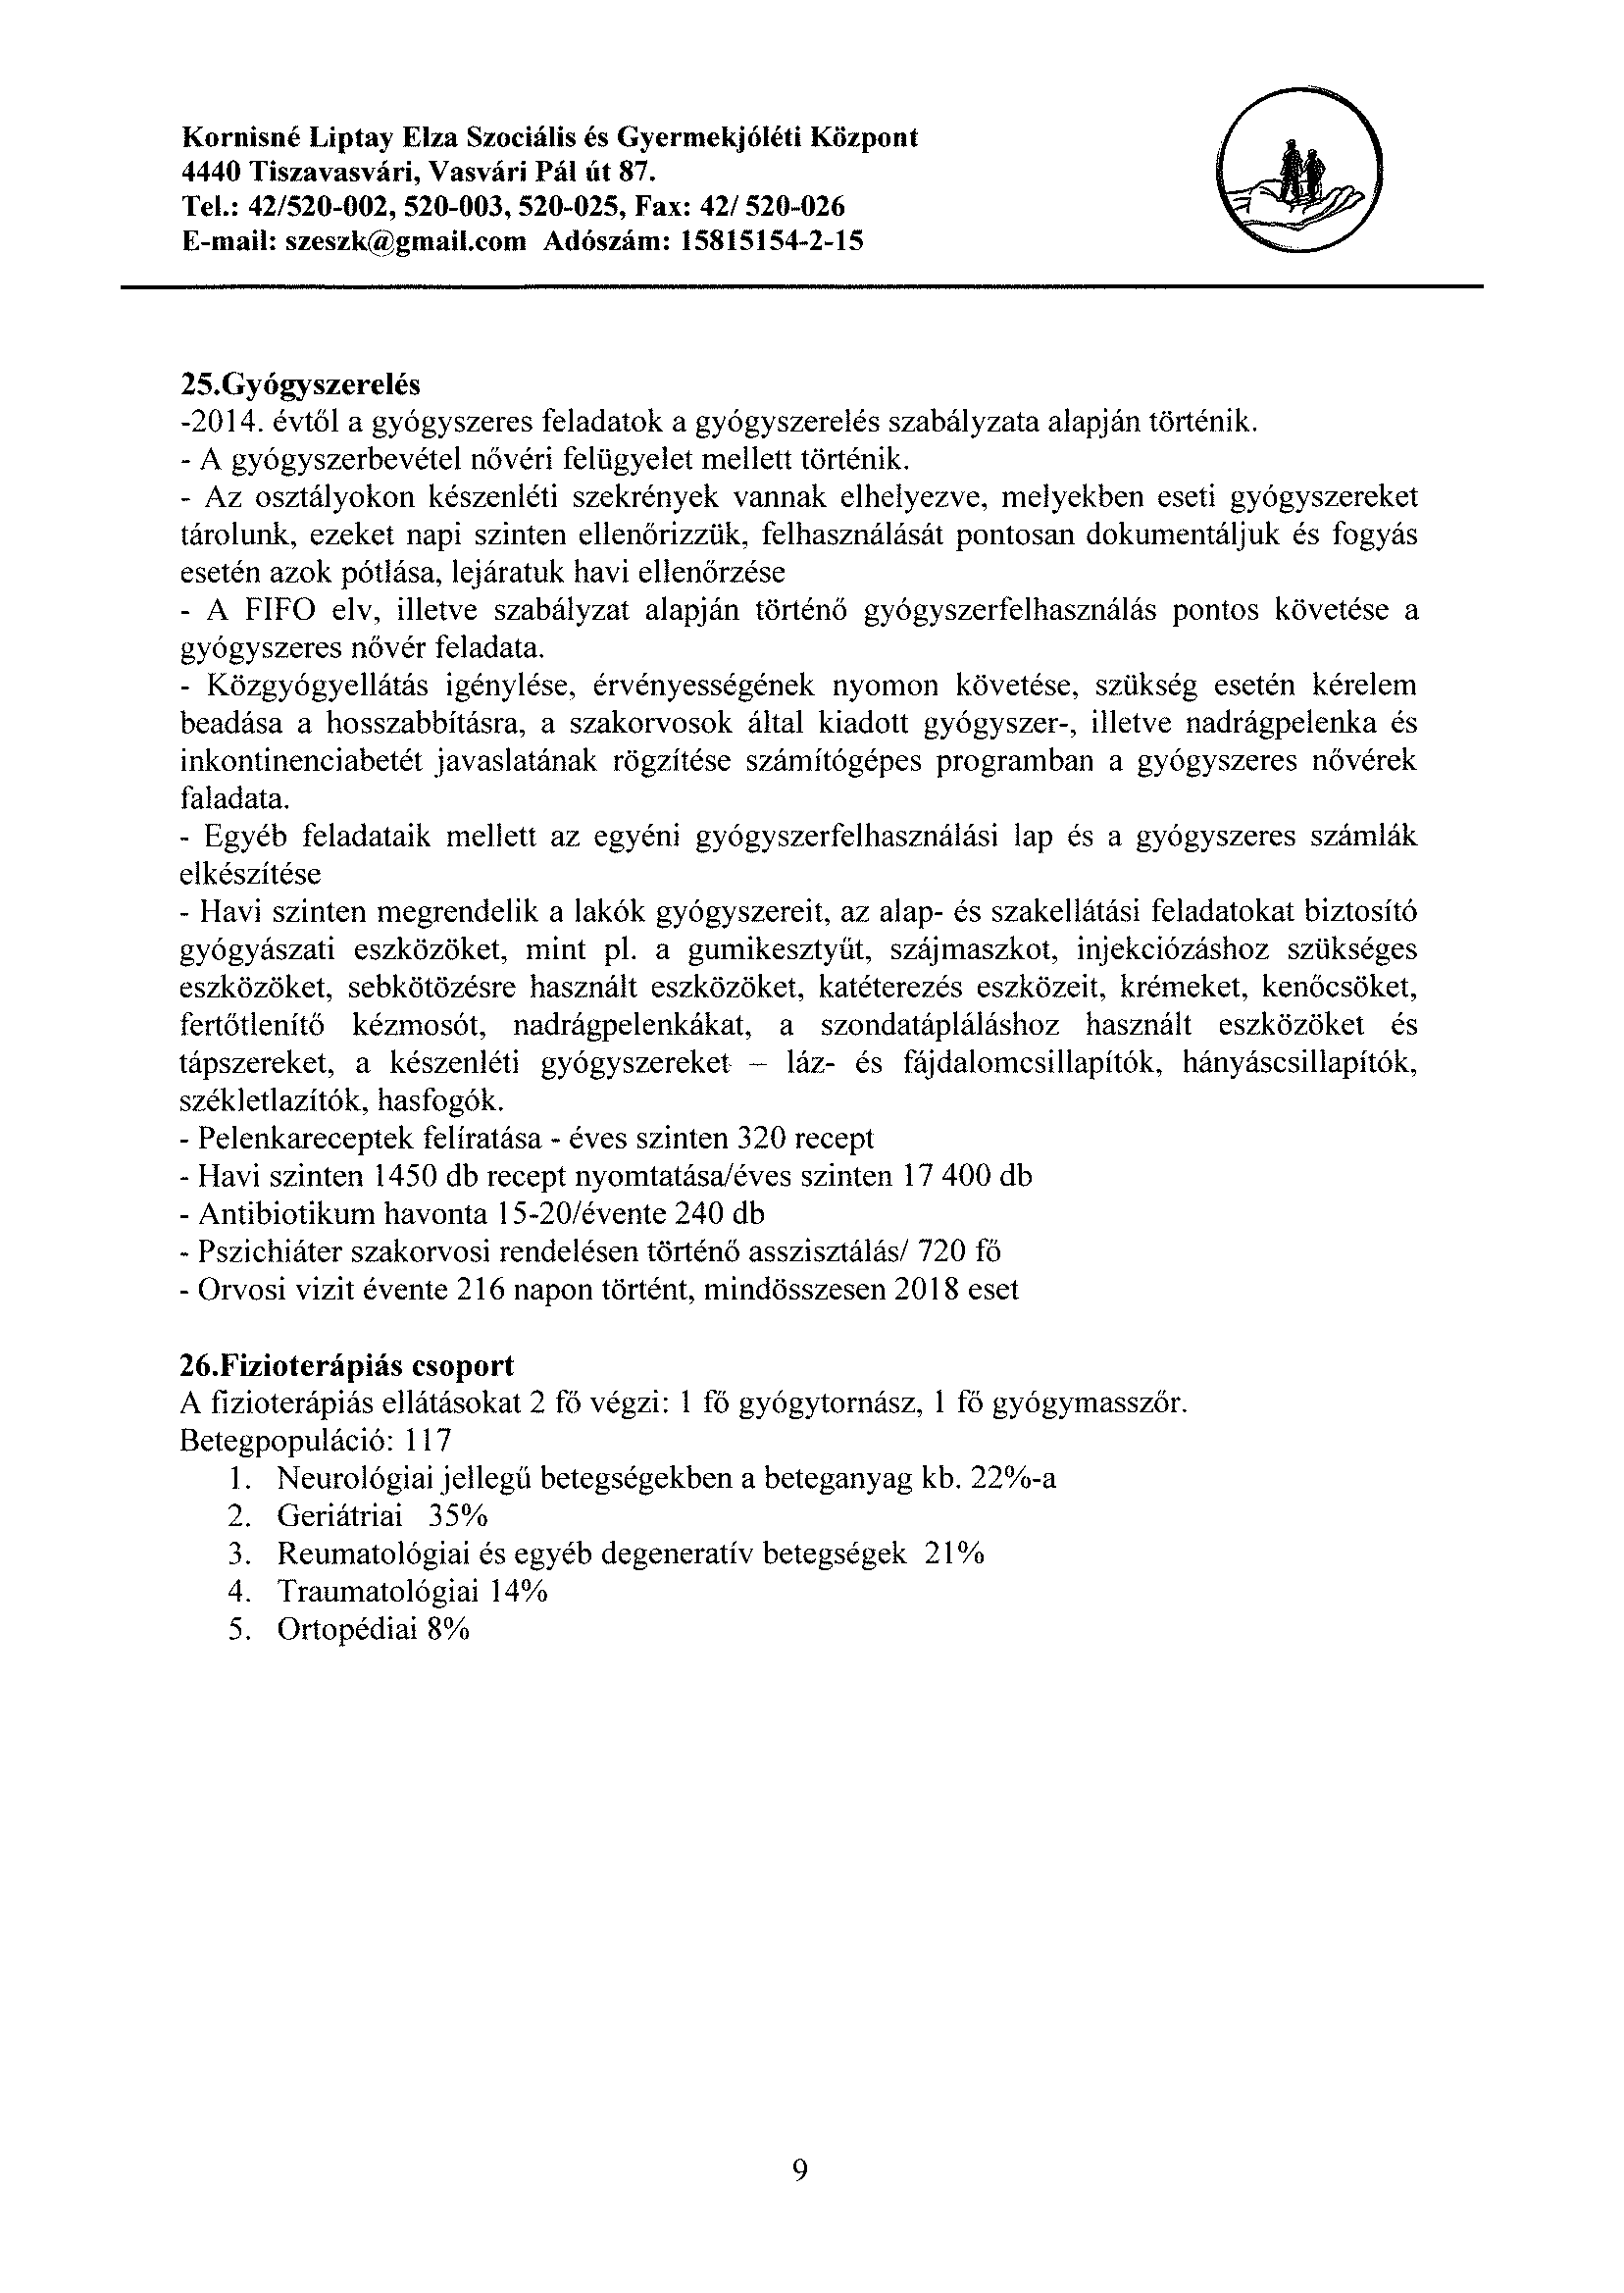 Kornisné Liptay Elza Szociális és Gyermekjóléti Központ
4440 Tiszavasvári, Vasvári Pál út 87.
Tel.: 42/520-002, 520-003, 520-025, Fax: 42/ 520-026
E-mail: szeszk@gmail.com Adószám: 15815154-2-15
25.Gyógyszerelés
-2014. évtől a gyógyszeres feladatok a gyógyszerelés szabályzata alapján történik.
- A gyógyszerbevétel nővéri felügyelet mellett történik.
- Az osztályokon készenléti szekrények vannak elhelyezve, melyekben eseti gyógyszereket
tárolunk, ezeket napi szinten ellenőrizzük, felhasználását pontosan dokumentáljuk és fogyás
esetén azok pótlása, lejáratuk havi ellenőrzése
- A FIFO elv, illetve szabályzat alapján történő gyógyszerfelhasználás pontos követése a
gyógyszeres nővér feladata.
- Közgyógyellátás igénylése, érvényességének nyomon követése, szükség esetén kérelem
beadása a hosszabbításra, a szakorvosok által kiadott gyógyszer-, illetve nadrágpelenka és
inkontinenciabetét javaslatának rögzítése számítógépes programban a gyógyszeres nővérek
faladata.
- Egyéb feladataik mellett az egyéni gyógyszerfelhasználási lap és a gyógyszeres számlák
elkészítése
- Havi szinten megrendelik a lakók gyógyszereit, az alap- és szakellátási feladatokat biztosító
gyógyászati eszközöket, mint pl. a gumikesztyűt, szájmaszkot, injekciózáshoz szükséges
eszközöket, sebkötözésre használt eszközöket, katéterezés eszközeit, krémeket, kenőcsöket,
fertőtlenítő kézmosót, nadrágpelenkákat, a szondatápláláshoz használt eszközöket és
tápszereket, a készenléti gyógyszereket – láz- és fájdalomcsillapítók, hányáscsillapítók,
székletlazítók, hasfogók.
- Pelenkareceptek felíratása - éves szinten 320 recept
- Havi szinten 1450 db recept nyomtatása/éves szinten 17 400 db
- Antibiotikum havonta 15-20/évente 240 db
- Pszichiáter szakorvosi rendelésen történő asszisztálás/ 720 fő
- Orvosi vizit évente 216 napon történt, mindösszesen 2018 eset
26.Fizioterápiás csoport
A fizioterápiás ellátásokat 2 fő végzi: 1 fő gyógytornász, 1 fő gyógymasszőr.
Betegpopuláció: 117
1. Neurológiai jellegű betegségekben a beteganyag kb. 22%-a
2. Geriátriai 35%
3. Reumatológiai és egyéb degeneratív betegségek 21%
4. Traumatológiai 14%
5. Ortopédiai 8%
9